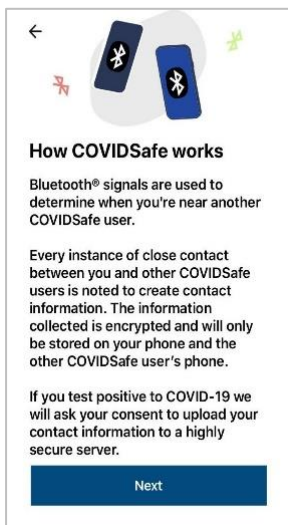 How COVIDSafe works
Bluetooth® signals are used to
determine when you're near another
COVIDSafe user.
Every instance of close contact
between you and other COVIDSafe
users is noted to create contact
information. The information
collected is encrypted and will only
be stored on your phone and the
other COVIDSafe user's phone.
If you test positive to COVID-19 we
will ask your consent to upload your
contact information to a highly
secure server.
Next